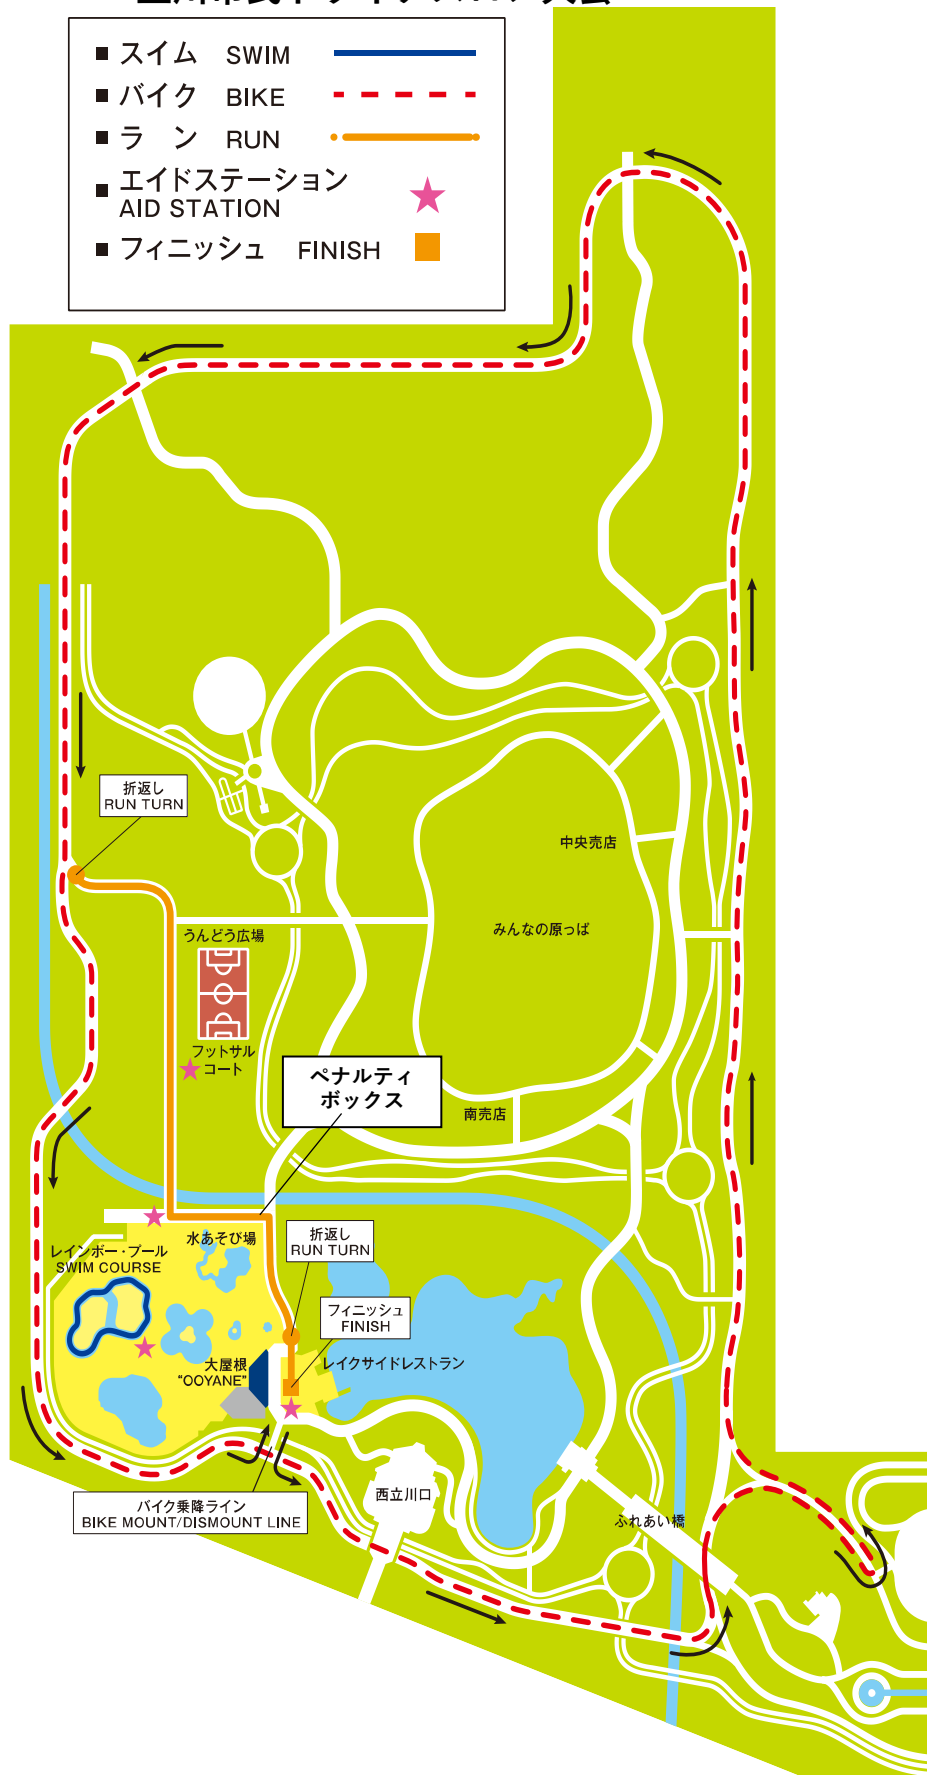 ■ スイム SWIM
■ バイク BIKE
■ ラン RUN
■ エイドステーション
AID STATION
■ フィニッシュ FINISH
折返し
RUN TURN
中央売店
みんなの原っぱ
うんどう広場
フットサル
コート
ペナルティ
ボックス
南売店
水あそび場
折返し
RUN TURN
レインボー・プール
SWIM COURSE
フィニッシュ
FINISH
大屋根
"OOYANE"
レイクサイドレストラン
西立川口
バイク乗降ライン
BIKE MOUNT/DISMOUNT LINE
ふれあい橋